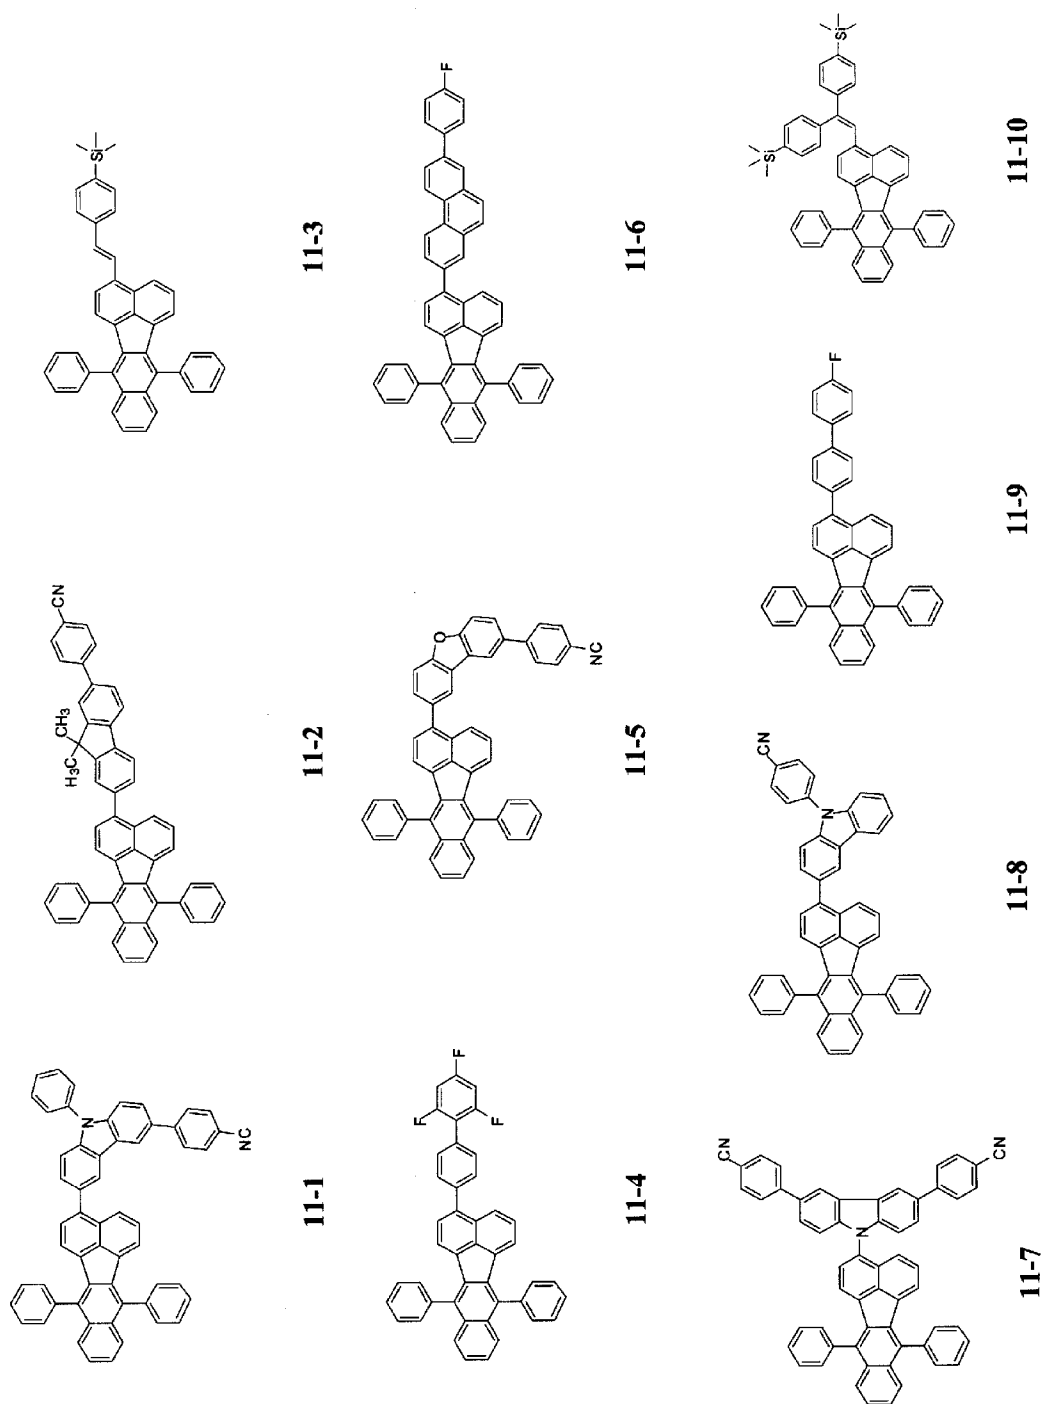 N
NC
11-1
CN
CH₃
H₃C
11-2
Si
11-3
F
F
F
11-4
O
NC
11-5
F
11-6
CN
N
CN
11-7
CN
N
11-8
F
11-9
Si
Si
11-10